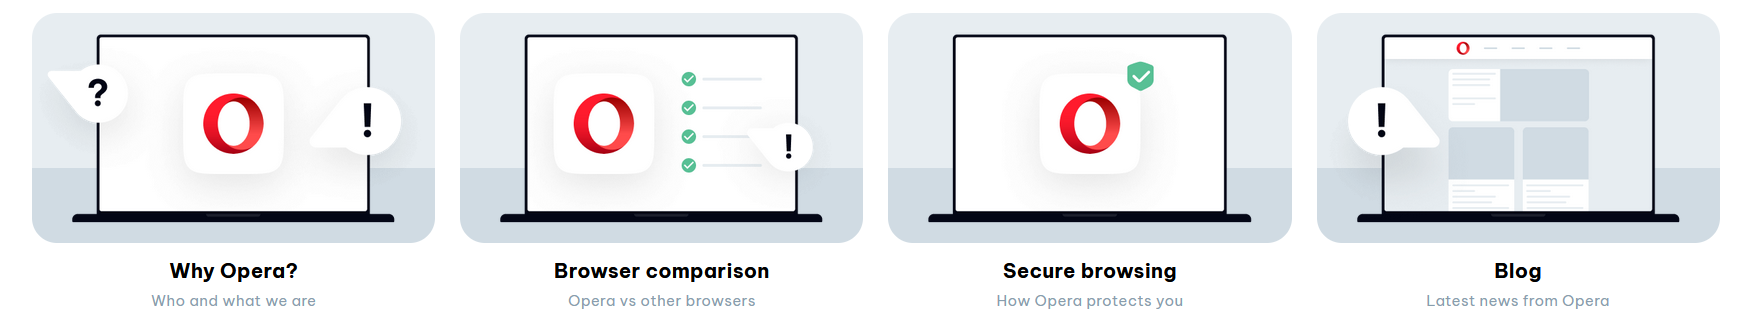 ?
!
!
!
Why Opera?
Who and what we are
Browser comparison
Opera vs other browsers
Secure browsing
How Opera protects you
Blog
Latest news from Opera